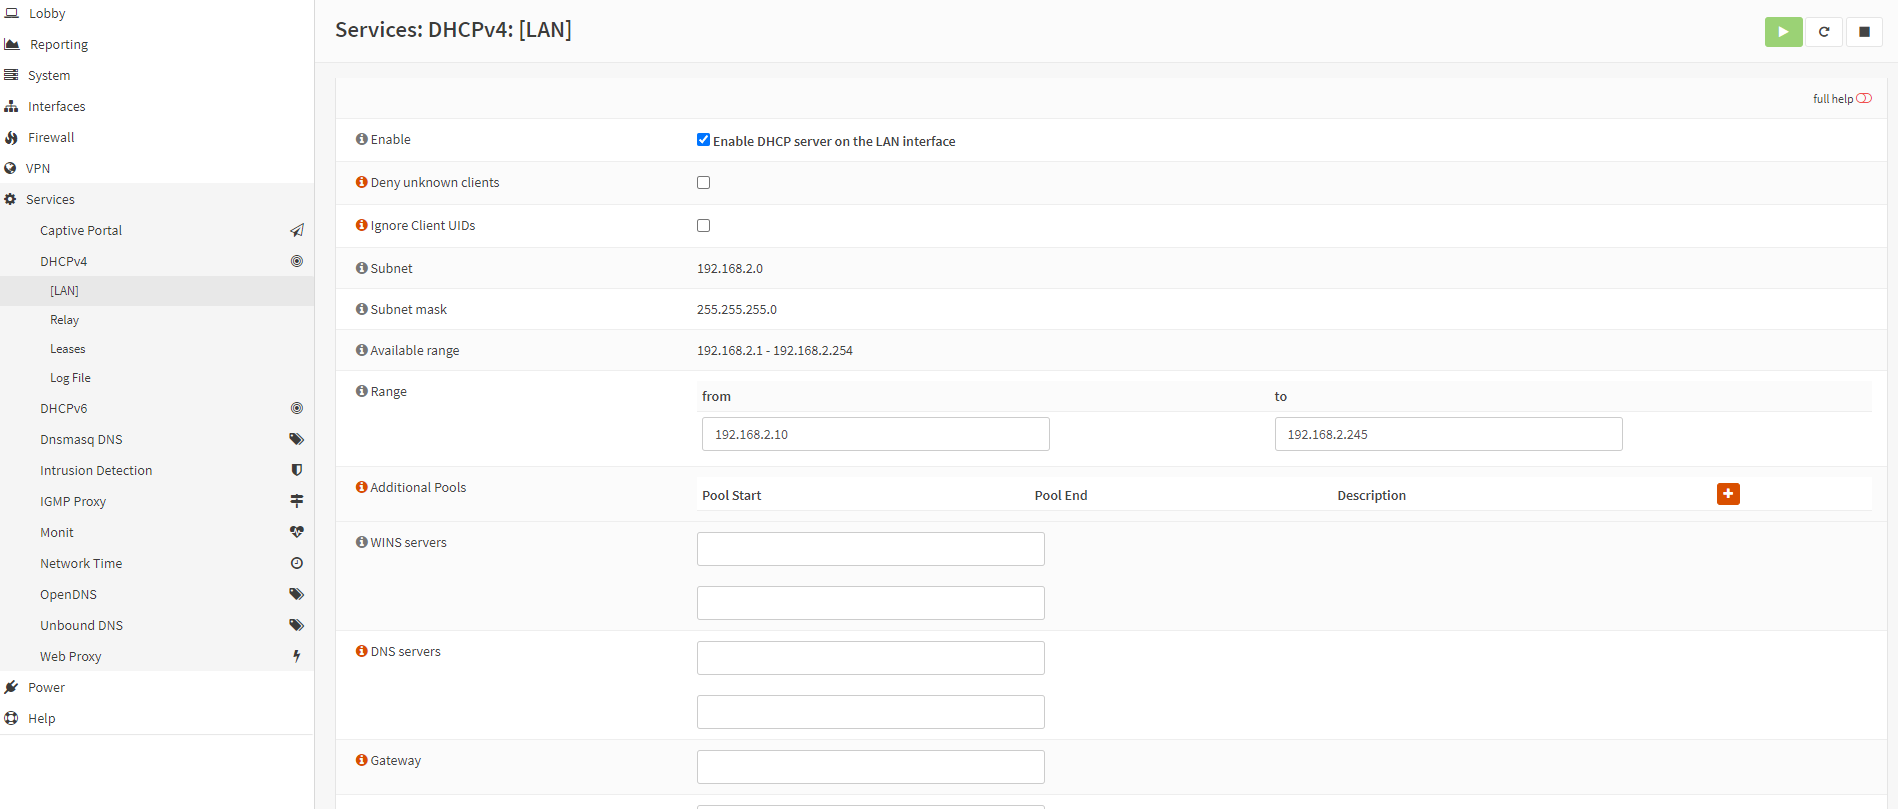 Lobby
Reporting
System
Interfaces
Firewall
VPN
Services
Captive Portal
DHCPv4
[LAN]
Relay
Leases
Log File
DHCPv6
Dnsmasq DNS
Intrusion Detection
IGMP Proxy
Monit
Network Time
OpenDNS
Unbound DNS
Web Proxy
Power
Help
Services: DHCPv4: [LAN]
full help
Enable
Enable DHCP server on the LAN interface
Deny unknown clients
Ignore Client UIDs
Subnet
192.168.2.0
Subnet mask
255.255.255.0
Available range
192.168.2.1 - 192.168.2.254
Range
from to
192.168.2.10 192.168.2.245
Additional Pools
Pool Start Pool End Description
WINS servers
DNS servers
Gateway